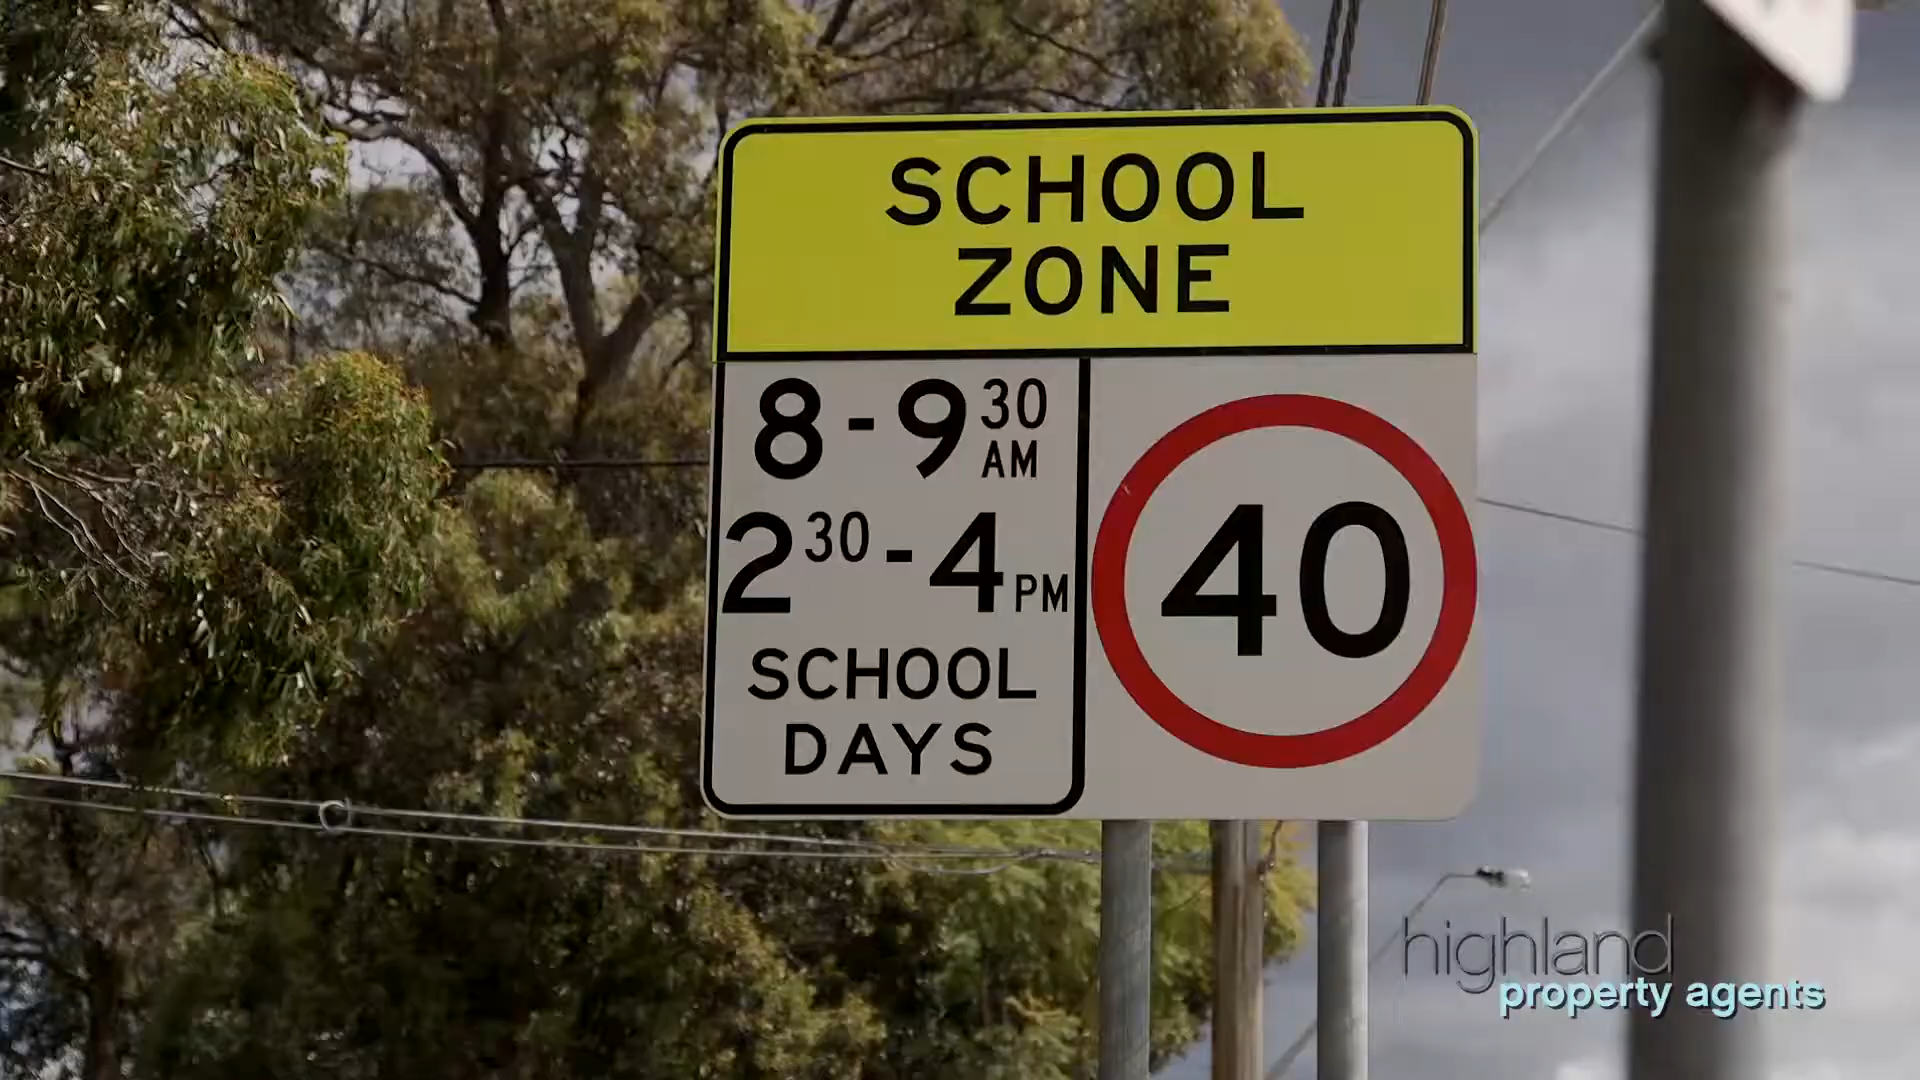 SCHOOL
ZONE
8-9 30 AM
2 30-4 PM
SCHOOL
DAYS
40
highland
property agents